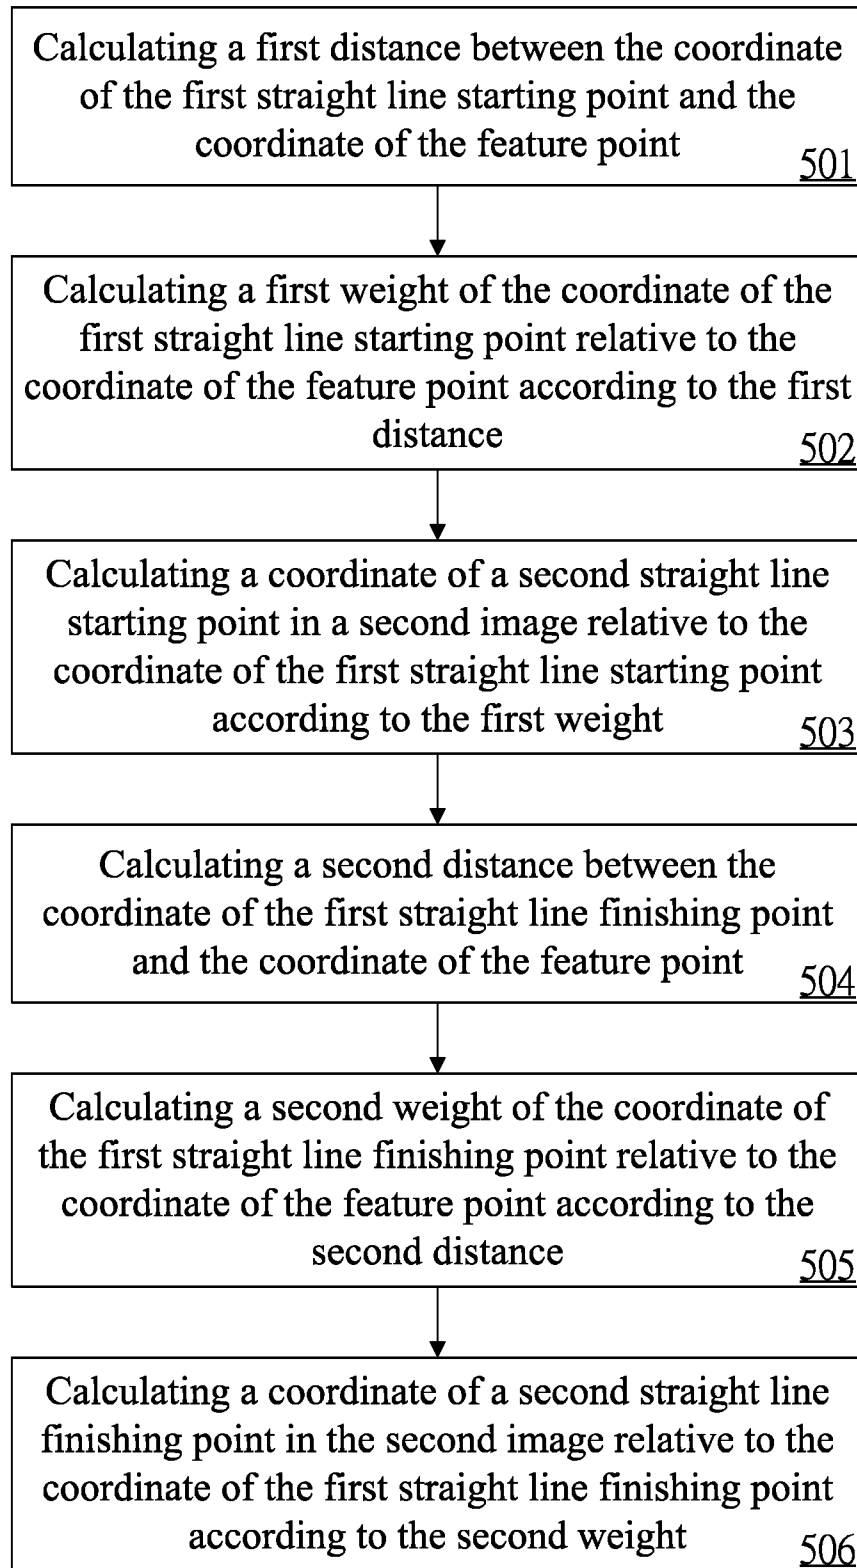 Calculating a first distance between the coordinate
of the first straight line starting point and the
coordinate of the feature point
501
Calculating a first weight of the coordinate of the
first straight line starting point relative to the
coordinate of the feature point according to the first
distance
502
Calculating a coordinate of a second straight line
starting point in a second image relative to the
coordinate of the first straight line starting point
according to the first weight
503
Calculating a second distance between the
coordinate of the first straight line finishing point
and the coordinate of the feature point
504
Calculating a second weight of the coordinate of
the first straight line finishing point relative to the
coordinate of the feature point according to the
second distance
505
Calculating a coordinate of a second straight line
finishing point in the second image relative to the
coordinate of the first straight line finishing point
according to the second weight
506